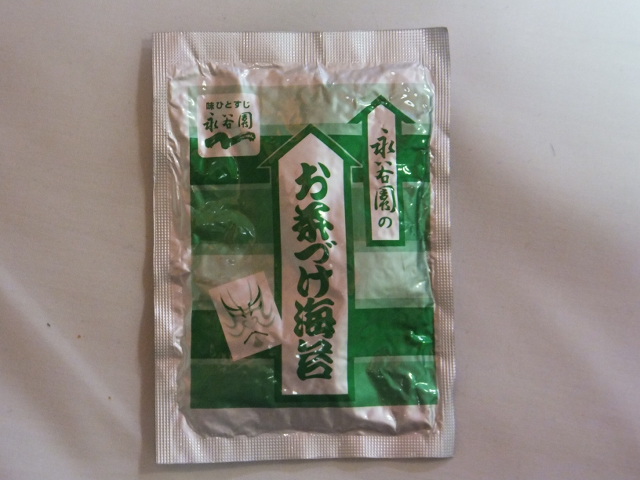 味ひとすじ
永谷園
永谷園の
お茶づけ海苔